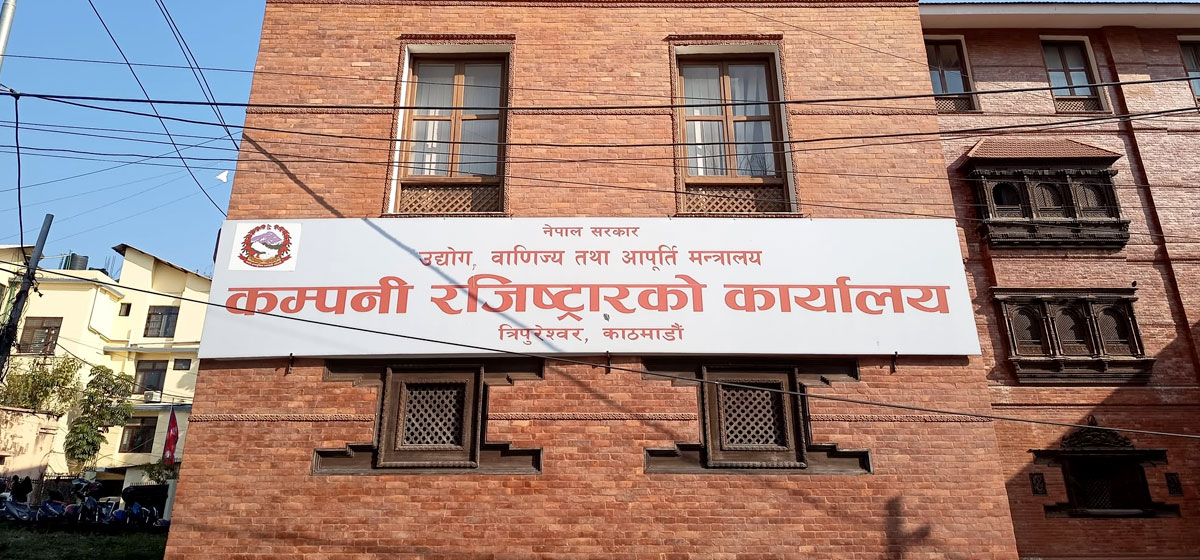 नेपाल सरकार
उद्योग, वाणिज्य तथा आपूर्ति मन्त्रालय
कम्पनी रजिष्ट्रारको कार्यालय
त्रिपुरेश्वर, काठमाडौं